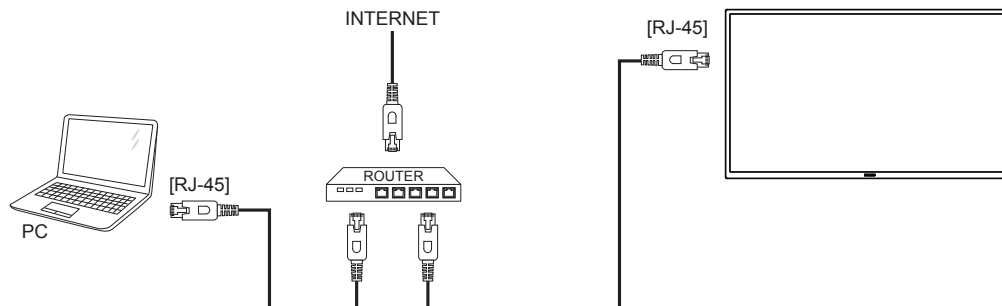 INTERNET
[RJ-45]
ROUTER
[RJ-45]
PC